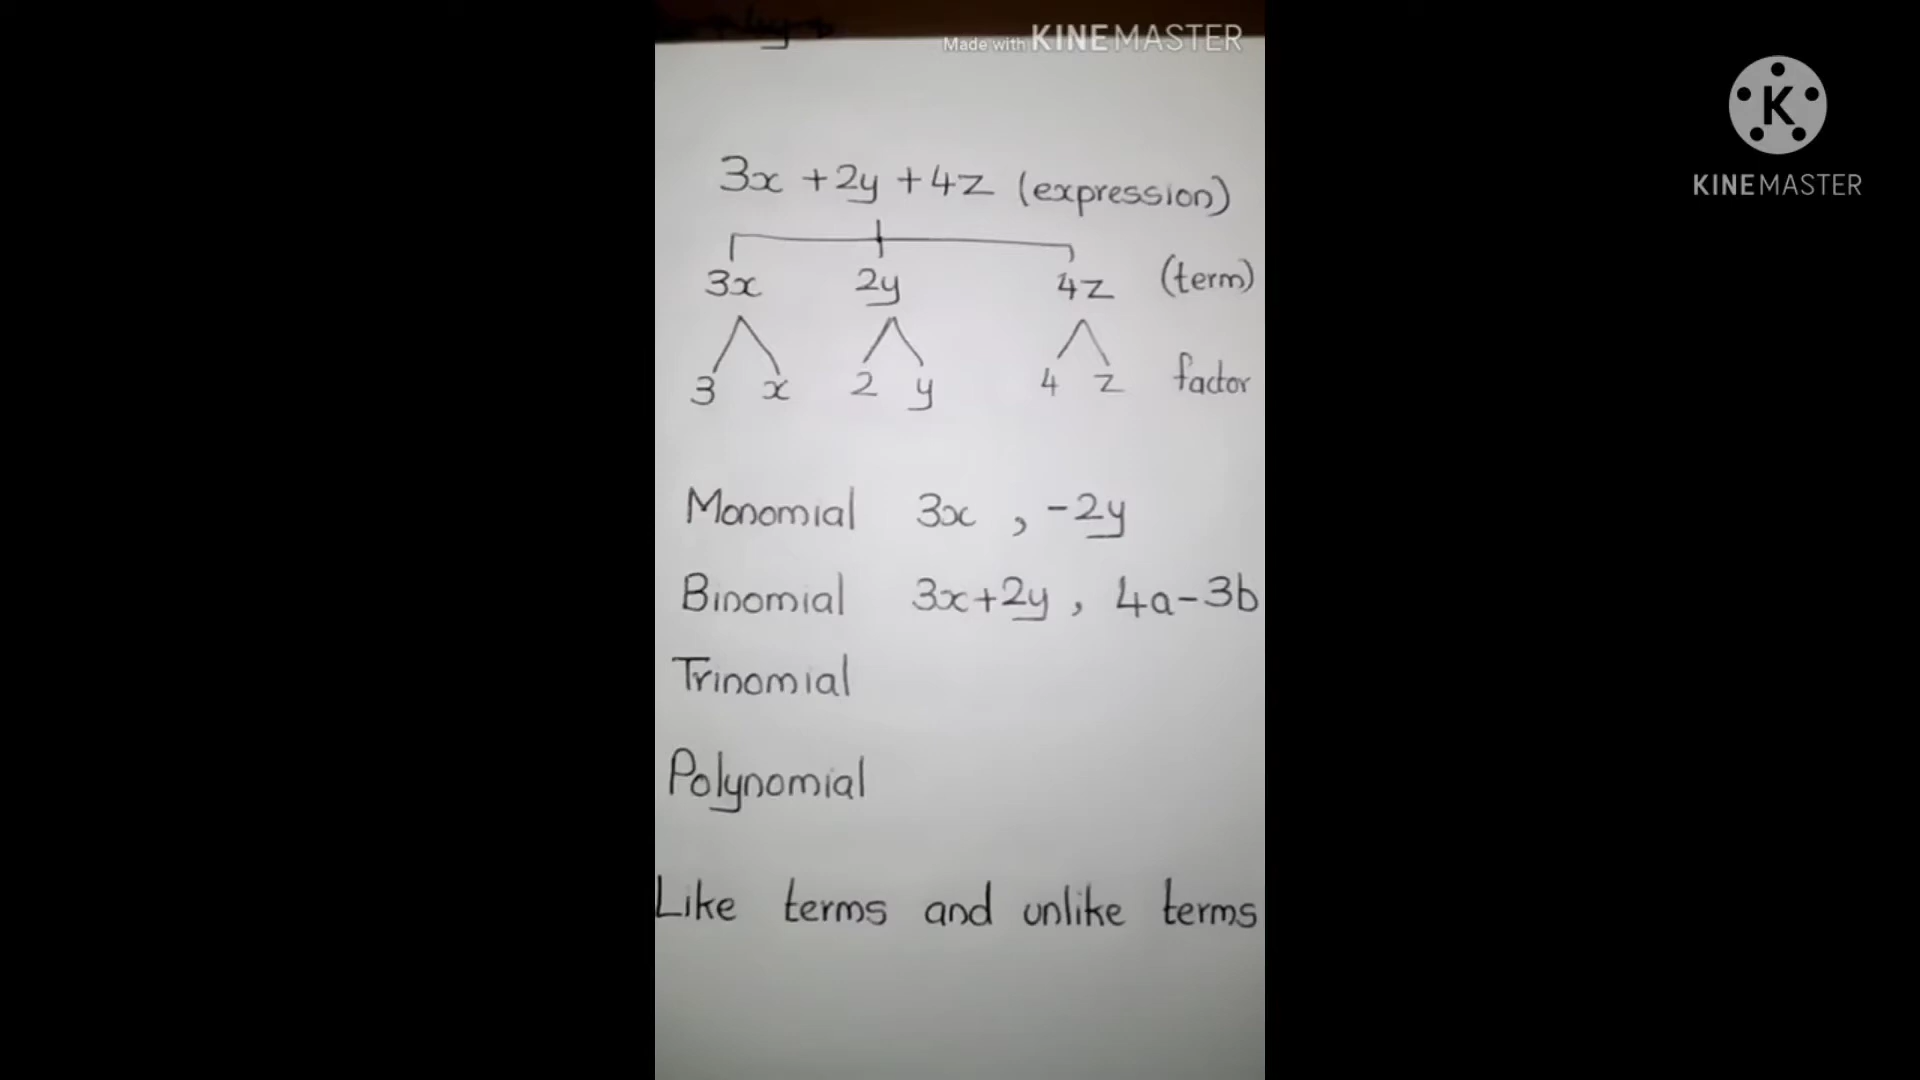 Made with KINEMASTER
K
KINEMASTER
3x + 2y + 4z (expression)
3x 2y 4z (term)
3 x 2 y 4 z factor
Monomial 3x , -2y
Binomial 3x+2y , 4a-3b
Trinomial
Polynomial
Like terms and unlike terms